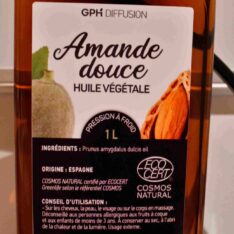 GPH DIFFUSION
Amande
douce
HUILE VÉGÉTALE
PRESSION À FROID
1 L
INGRÉDIENTS : Prunus amygdalus dulcis oil
ORIGINE : ESPAGNE
COSMOS NATURAL certifié par ECOCERT
Greenlife selon le référentiel COSMOS
ECO
CERT
COSMOS
NATURAL
CONSEIL D'UTILISATION :
- Sur les cheveux, la peau, le visage ou sur le corps en massage.
Déconseillé aux personnes allergiques aux fruits à coque
et aux enfants de moins de 3 ans. À conserver au sec, à l'abri
de la chaleur et de la lumière. Usage externe.